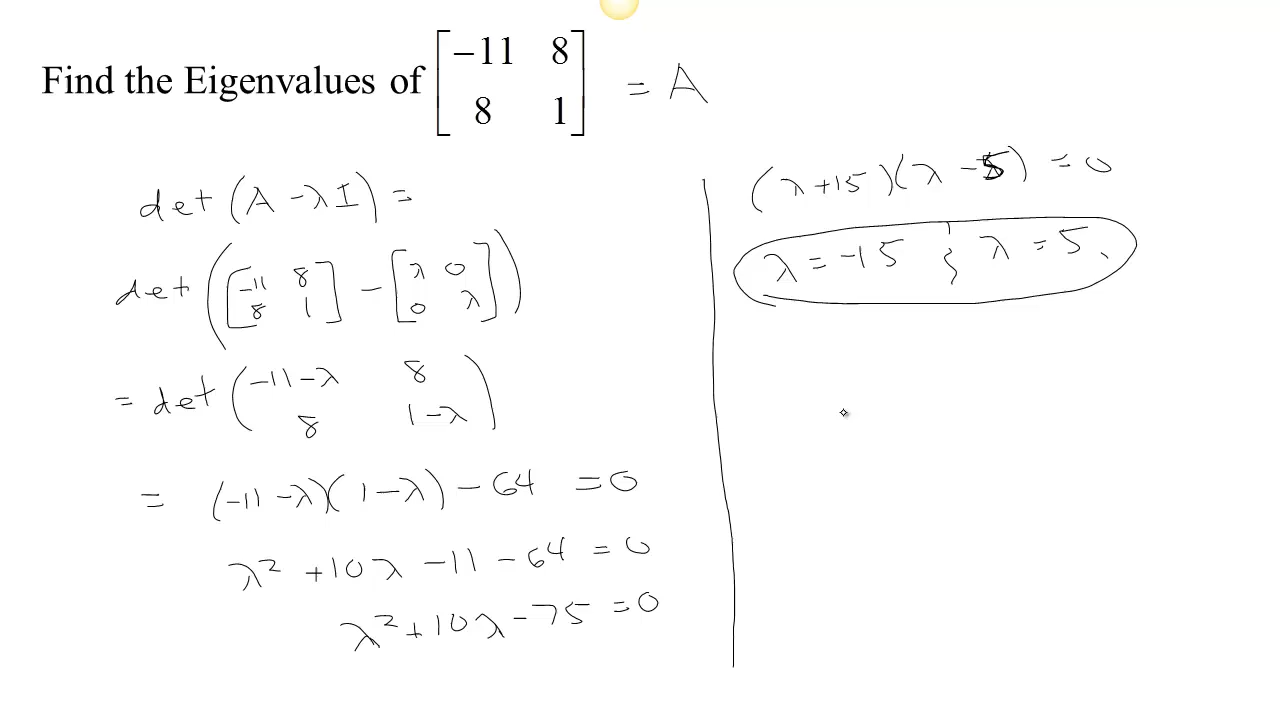 Find the Eigenvalues of [−11 8
8 1] = A
det (A − λI) =
det ([−11 8
8 1] − [λ 0
0 λ])
= det (−11 − λ 8
8 1 − λ)
= (−11 − λ)(1 − λ) − 64 = 0
λ² + 10λ − 11 − 64 = 0
λ² + 10λ − 75 = 0
(λ + 15)(λ − 5) = 0
λ = −15 } λ = 5